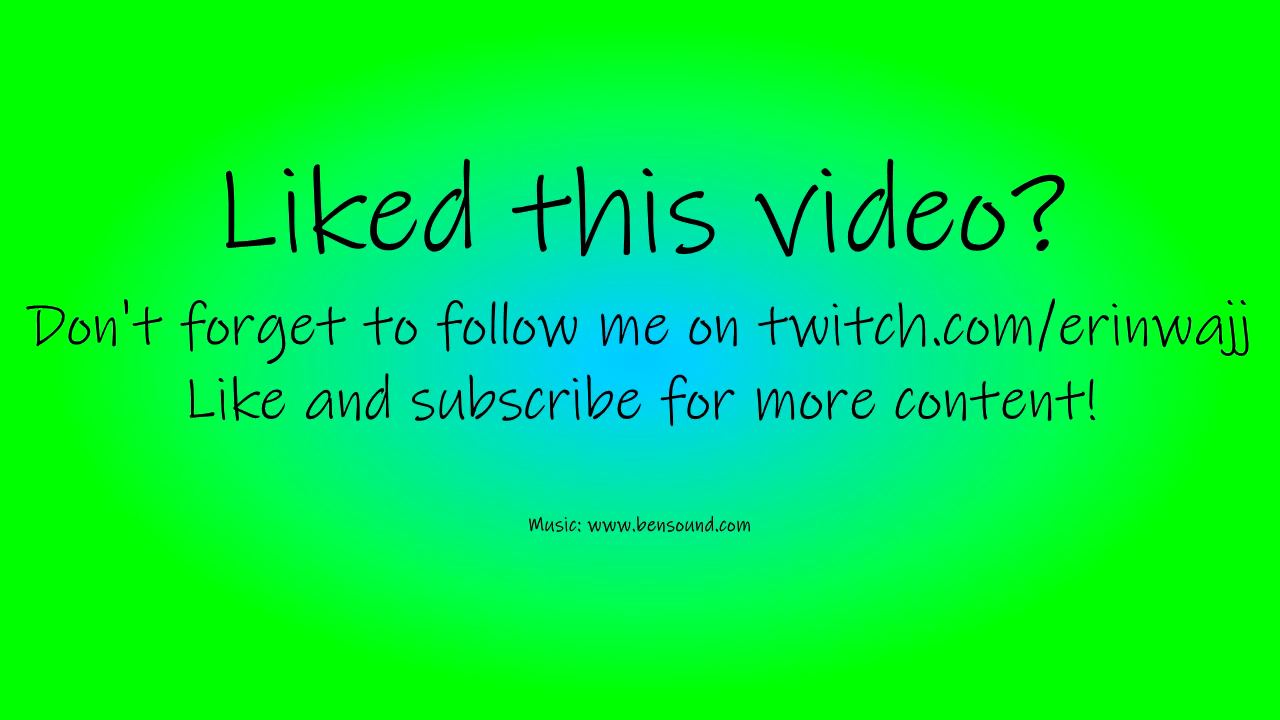 Liked this video?
Don't forget to follow me on twitch.com/erinwajj
Like and subscribe for more content!
Music: www.bensound.com